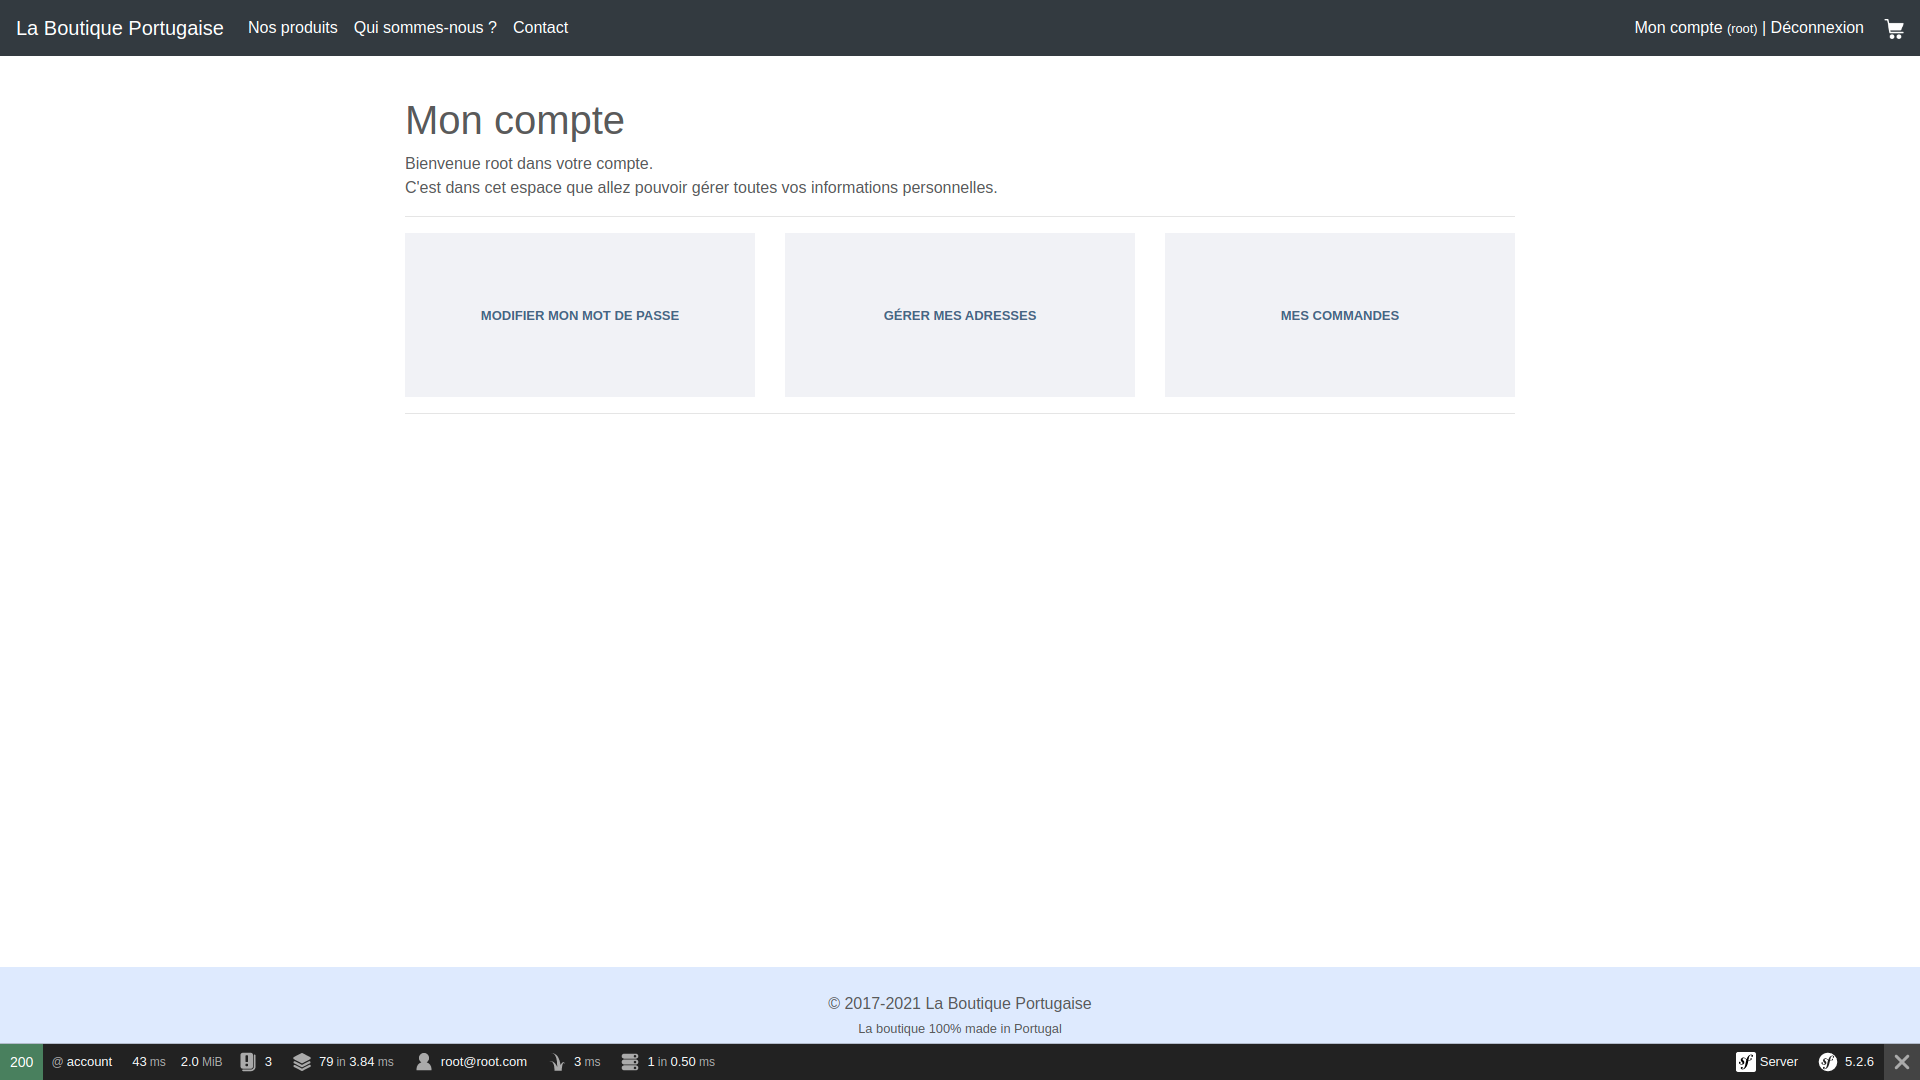 La Boutique Portugaise Nos produits Qui sommes-nous ? Contact Mon compte (root) | Déconnexion
Mon compte
Bienvenue root dans votre compte.
C'est dans cet espace que allez pouvoir gérer toutes vos informations personnelles.
MODIFIER MON MOT DE PASSE GÉRER MES ADRESSES MES COMMANDES
© 2017-2021 La Boutique Portugaise
La boutique 100% made in Portugal
200 @ account 43 ms 2.0 MiB 3 79 in 3.84 ms root@root.com 3 ms 1 in 0.50 ms Server 5.2.6